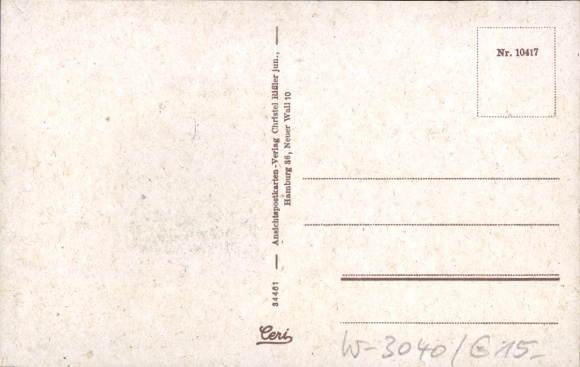 34461 — Ansichtspostkarten-Verlag Christel Rißler jun., —
Hamburg 36, Neuer Wall 10
Ceri
Nr. 10417
W-3040/G 15.-